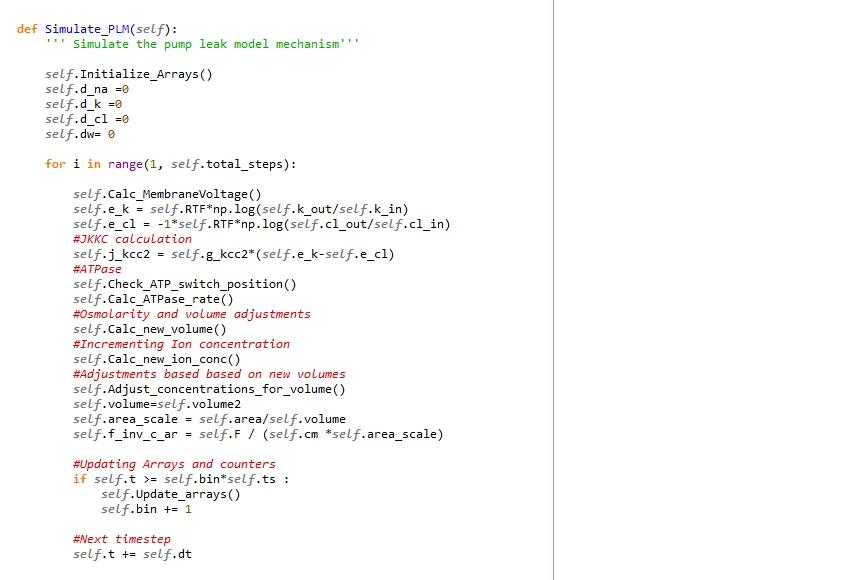 def Simulate_PLM(self):
    ''' Simulate the pump leak model mechanism'''
    self.Initialize_Arrays()
    self.d_na =0
    self.d_k =0
    self.d_cl =0
    self.dw= 0
    for i in range(1, self.total_steps):
        self.Calc_MembraneVoltage()
        self.e_k = self.RTF*np.log(self.k_out/self.k_in)
        self.e_cl = -1*self.RTF*np.log(self.cl_out/self.cl_in)
        #JKKC calculation
        self.j_kcc2 = self.g_kcc2*(self.e_k-self.e_cl)
        #ATPase
        self.Check_ATP_switch_position()
        self.Calc_ATPase_rate()
        #Osmolarity and volume adjustments
        self.Calc_new_volume()
        #Incrementing Ion concentration
        self.Calc_new_ion_conc()
        #Adjustments based based on new volumes
        self.Adjust_concentrations_for_volume()
        self.volume=self.volume2
        self.area_scale = self.area/self.volume
        self.f_inv_c_ar = self.F / (self.cm *self.area_scale)
        #Updating Arrays and counters
        if self.t >= self.bin*self.ts :
            self.Update_arrays()
            self.bin += 1
        #Next timestep
        self.t += self.dt